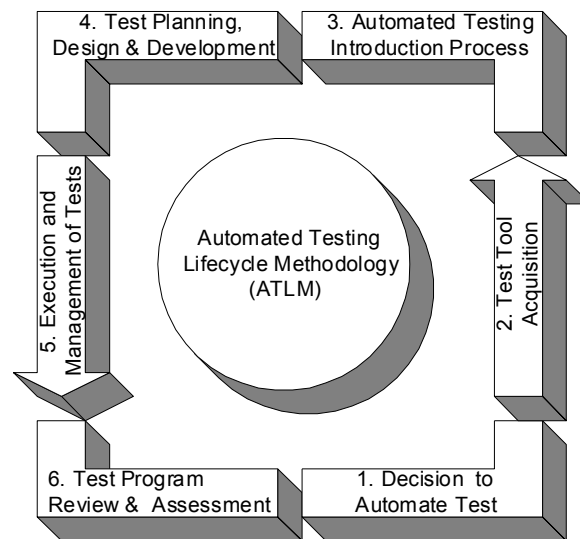 4. Test Planning,
Design & Development
3. Automated Testing
Introduction Process
5. Execution and
Management of Tests
Automated Testing
Lifecycle Methodology
(ATLM)
2. Test Tool
Acquisition
6. Test Program
Review & Assessment
1. Decision to
Automate Test